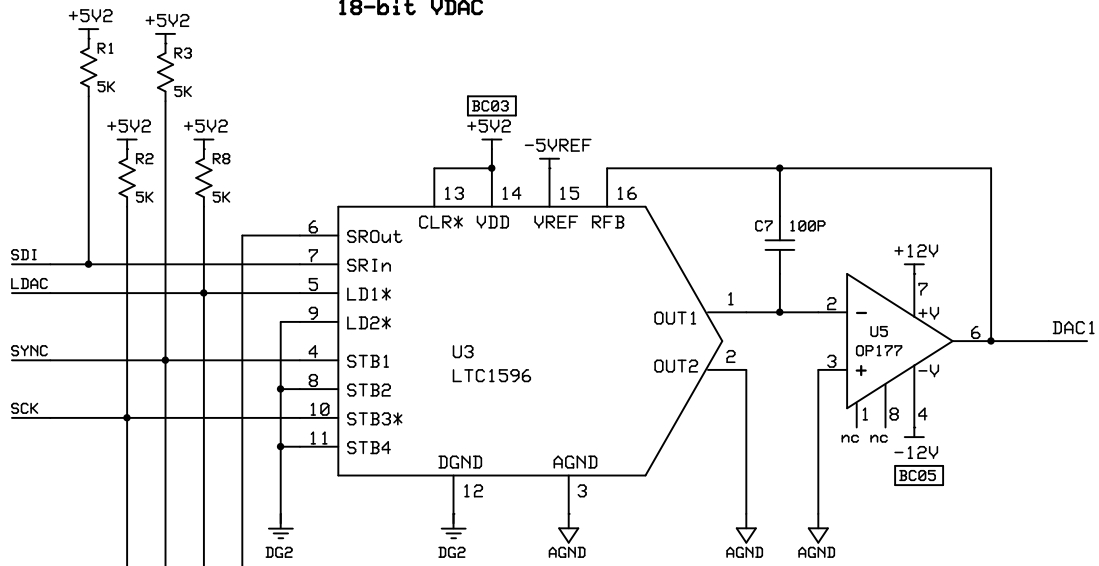 18-bit VDAC
+5V2
+5V2
R1
R3
5K
5K
BC03
+5V2
+5V2
+5V2
-5VREF
R2
R8
5K
5K
13
14
15
16
CLR* VDD VREF RFB
6
SROut
C7 100P
SDI
7
SRIn
+12V
LDAC
5
LD1*
7
1
2
-
+V
9
LD2*
OUT1
U5
6
DAC1
SYNC
4
STB1
U3
OUT2
2
3
+
OP177
-V
LTC1596
8
STB2
SCK
10
STB3*
1
8
4
11
STB4
nc nc
DGND
AGND
-12V
BC05
12
3
DG2
DG2
AGND
AGND
AGND